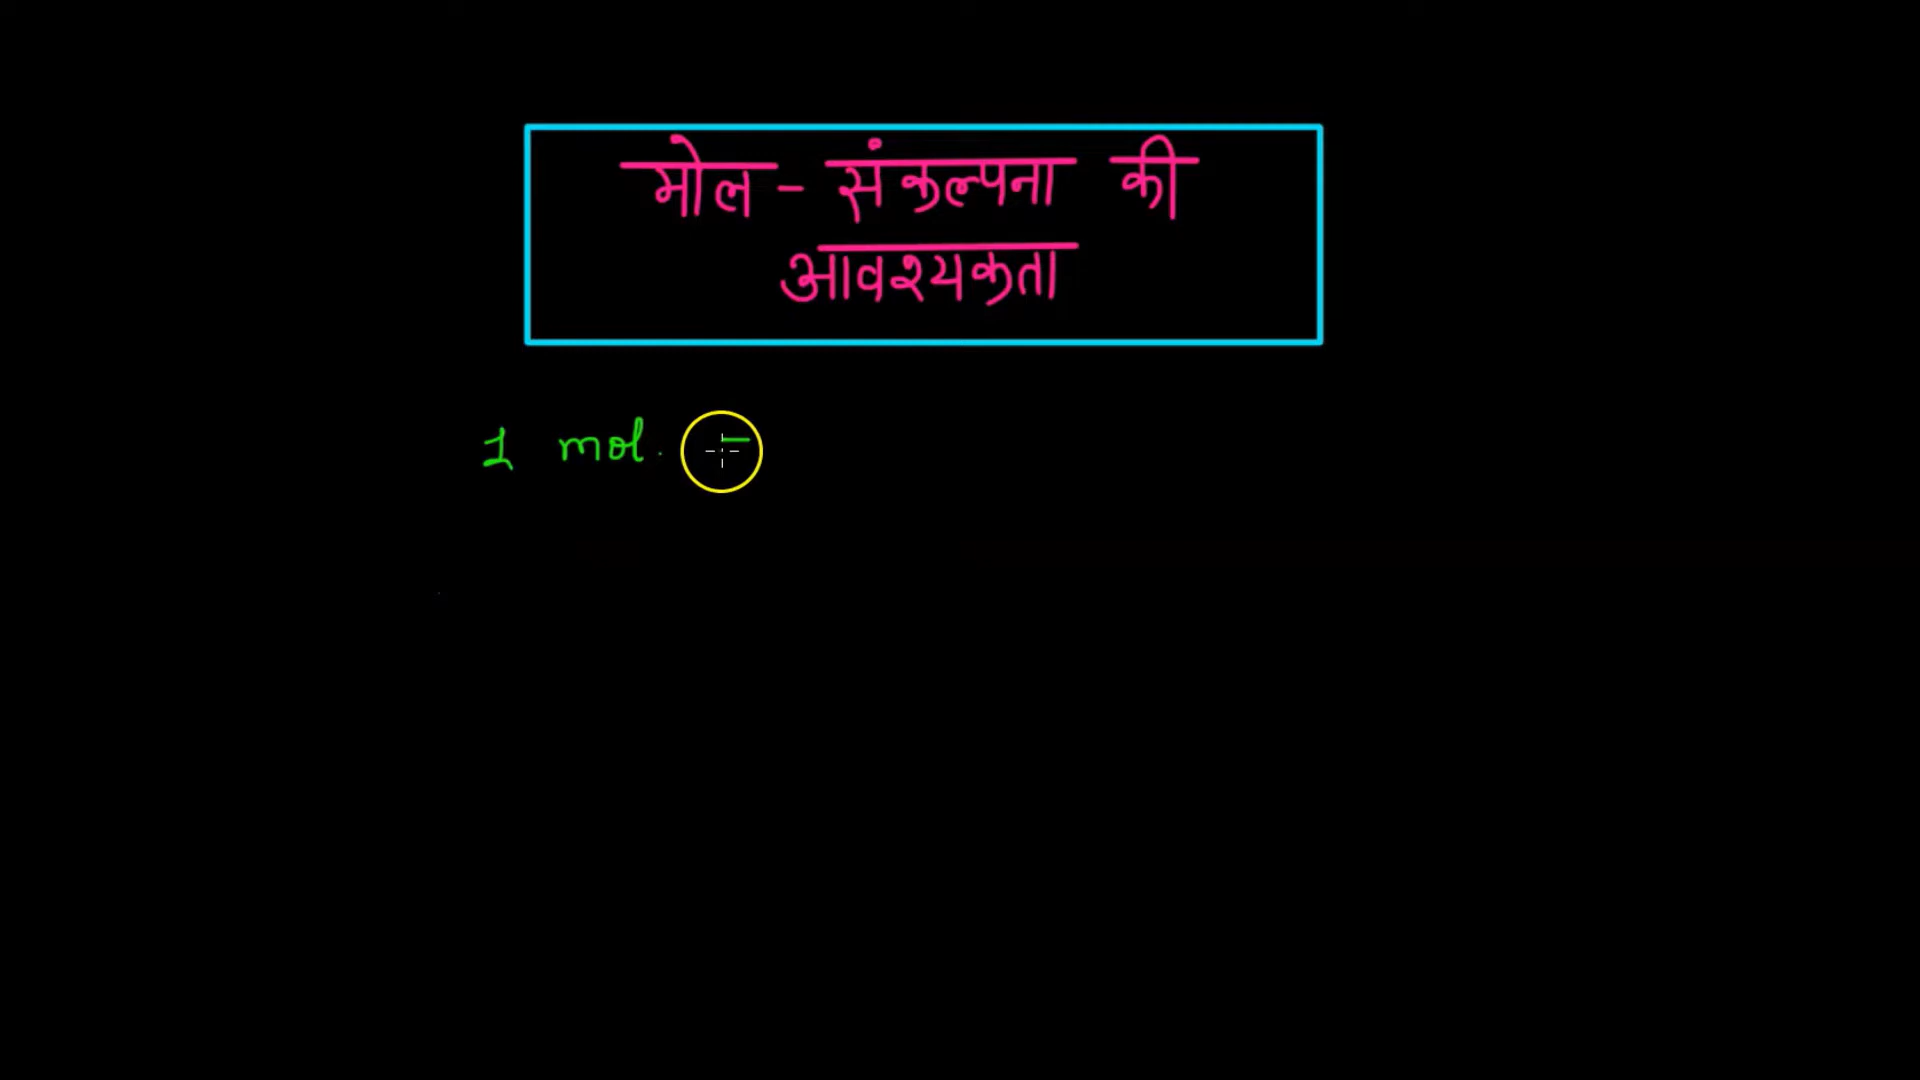 मोल - संकल्पना की
आवश्यकता
1 mol. =